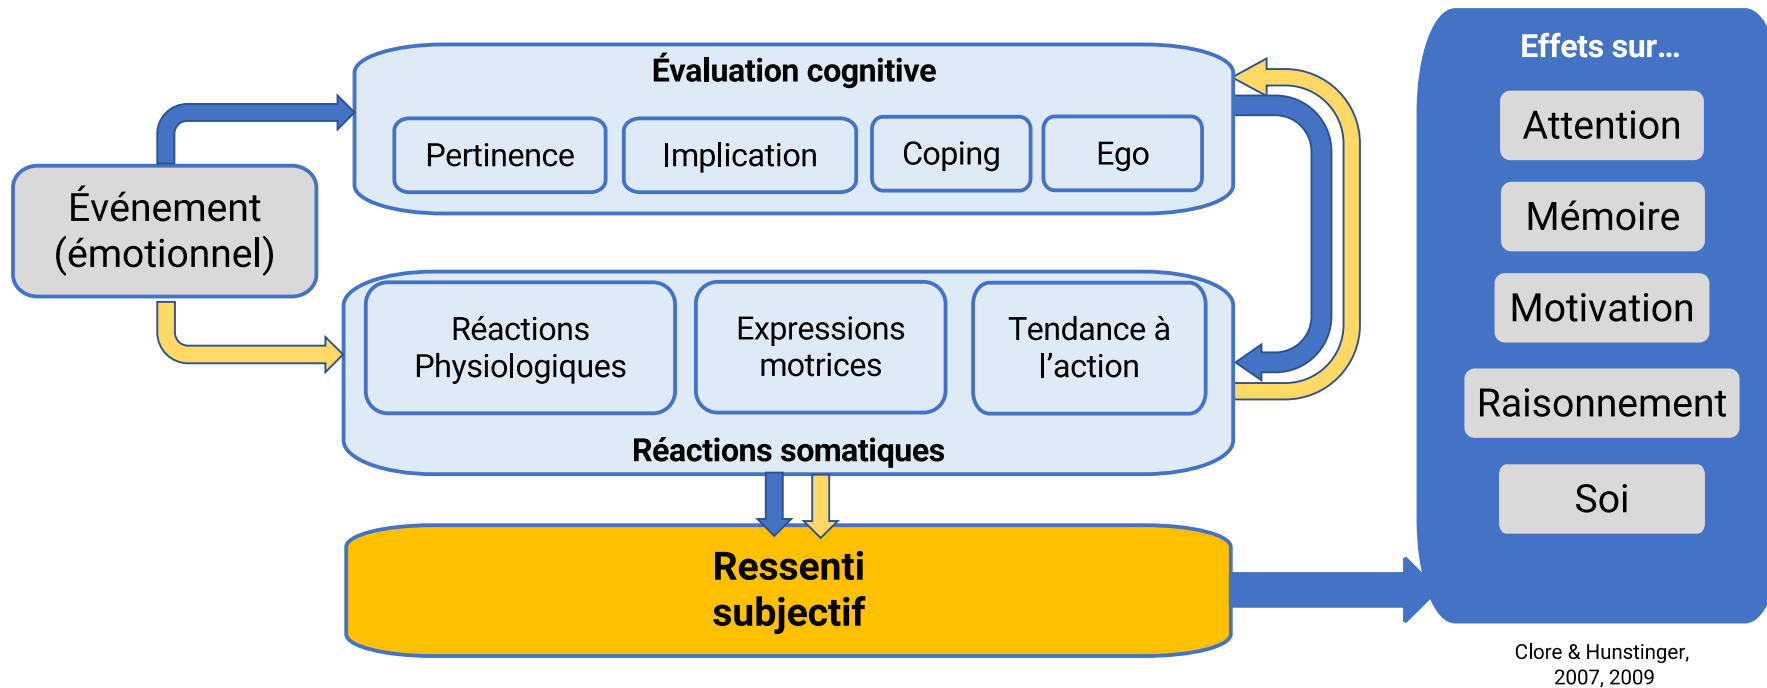 Événement
(émotionnel)
Évaluation cognitive
Pertinence
Implication
Coping
Ego
Réactions
Physiologiques
Expressions
motrices
Tendance à
l’action
Réactions somatiques
Ressenti
subjectif
Effets sur...
Attention
Mémoire
Motivation
Raisonnement
Soi
Clore & Hunstinger,
2007, 2009